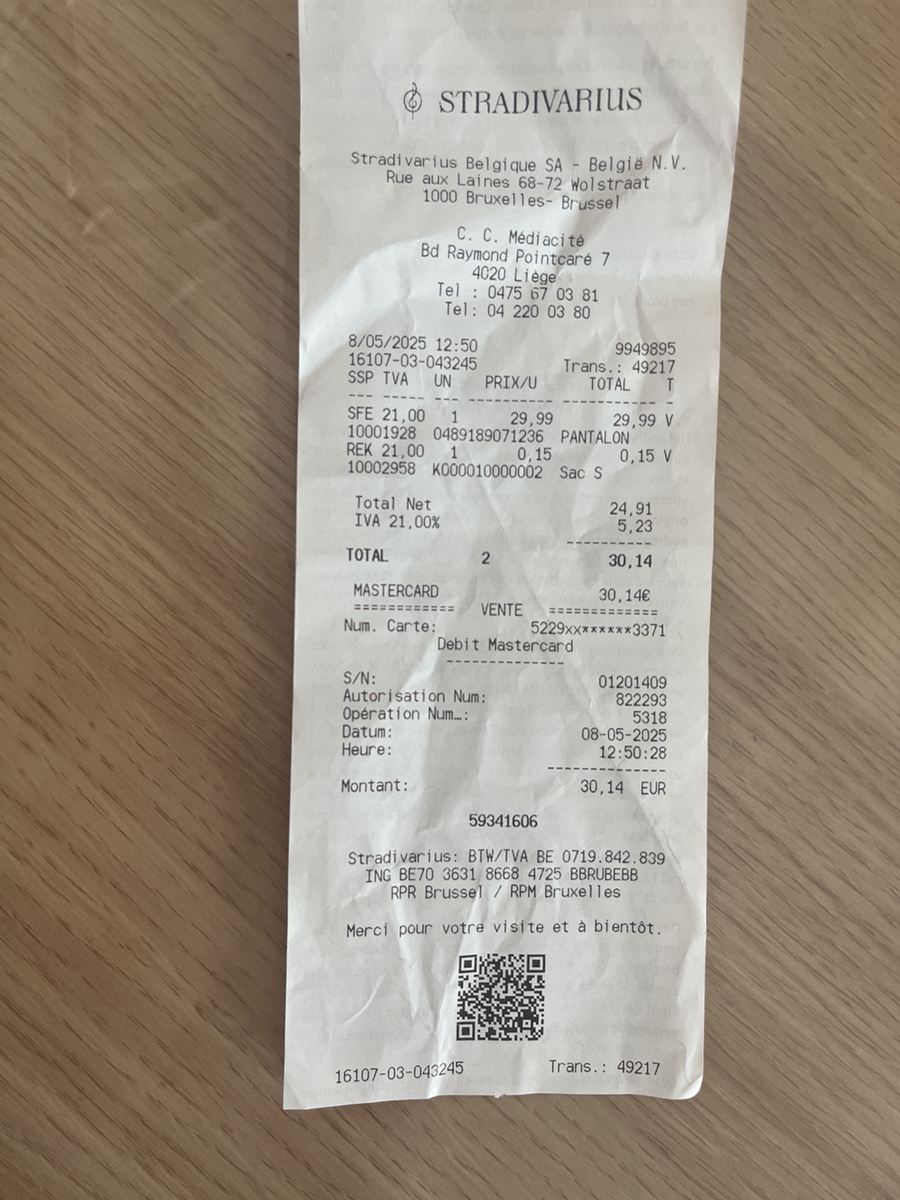 STRADIVARIUS
Stradivarius Belgique SA - België N.V.
Rue aux Laines 68-72 Wolstraat
1000 Bruxelles- Brussel
C. C. Médiacité
Bd Raymond Pointcaré 7
4020 Liège
Tel : 0475 67 03 81
Tel: 04 220 03 80
8/05/2025 12:50 9949895
16107-03-043245 Trans.: 49217
SSP TVA UN PRIX/U TOTAL T
--- ----- --- ---------- ----------- -
SFE 21,00 1 29,99 29,99 V
10001928 0489189071236 PANTALON
REK 21,00 1 0,15 0,15 V
10002958 K000010000002 Sac S
Total Net 24,91
IVA 21,00% 5,23
----------
TOTAL 2 30,14
MASTERCARD 30,14€
============ VENTE =============
Num. Carte: 5229xx******3371
Debit Mastercard
--------------
S/N: 01201409
Autorisation Num: 822293
Opération Num…: 5318
Datum: 08-05-2025
Heure: 12:50:28
--------------
Montant: 30,14 EUR
59341606
Stradivarius: BTW/TVA BE 0719.842.839
ING BE70 3631 8668 4725 BBRUBEBB
RPR Brussel / RPM Bruxelles
Merci pour votre visite et à bientôt.
16107-03-043245 Trans.: 49217